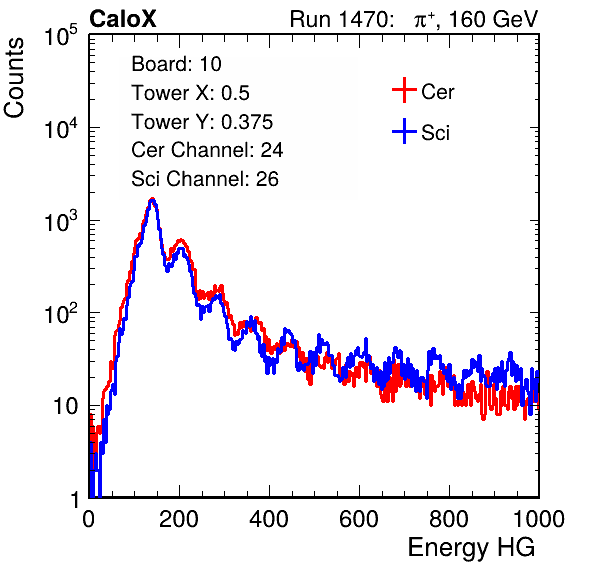 CaloX Run 1470: π⁺, 160 GeV
Counts
10⁵
10⁴
10³
10²
10
1
Board: 10
Tower X: 0.5
Tower Y: 0.375
Cer Channel: 24
Sci Channel: 26
Cer
Sci
0 200 400 600 800 1000
Energy HG